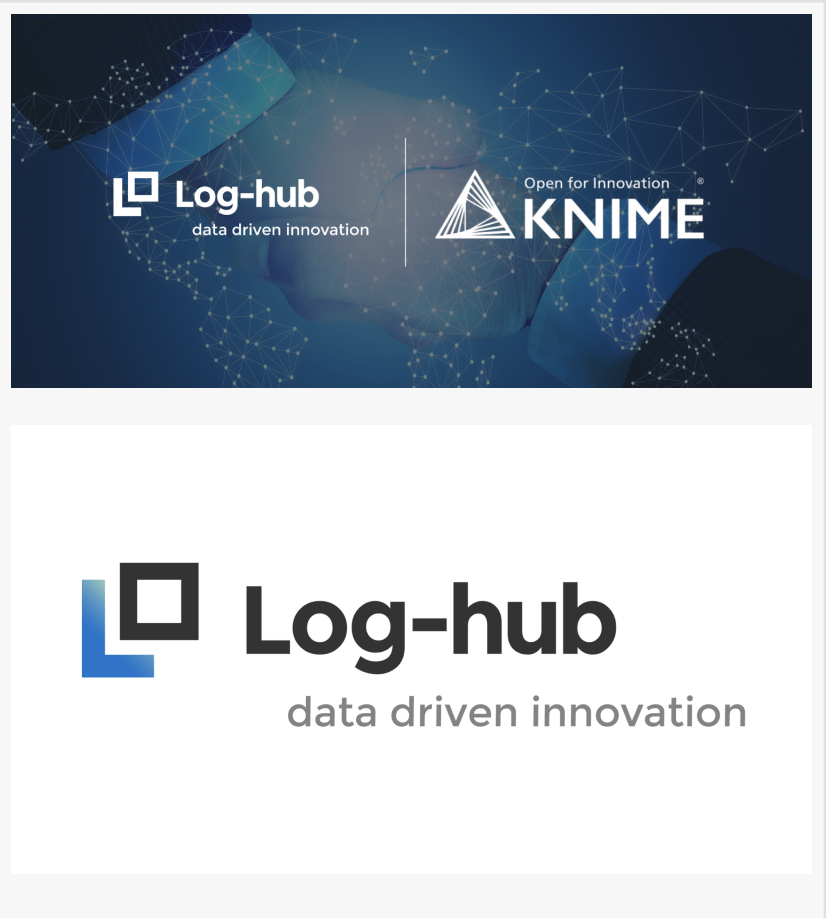 Log-hub
data driven innovation
Open for Innovation ®
KNIME
Log-hub
data driven innovation